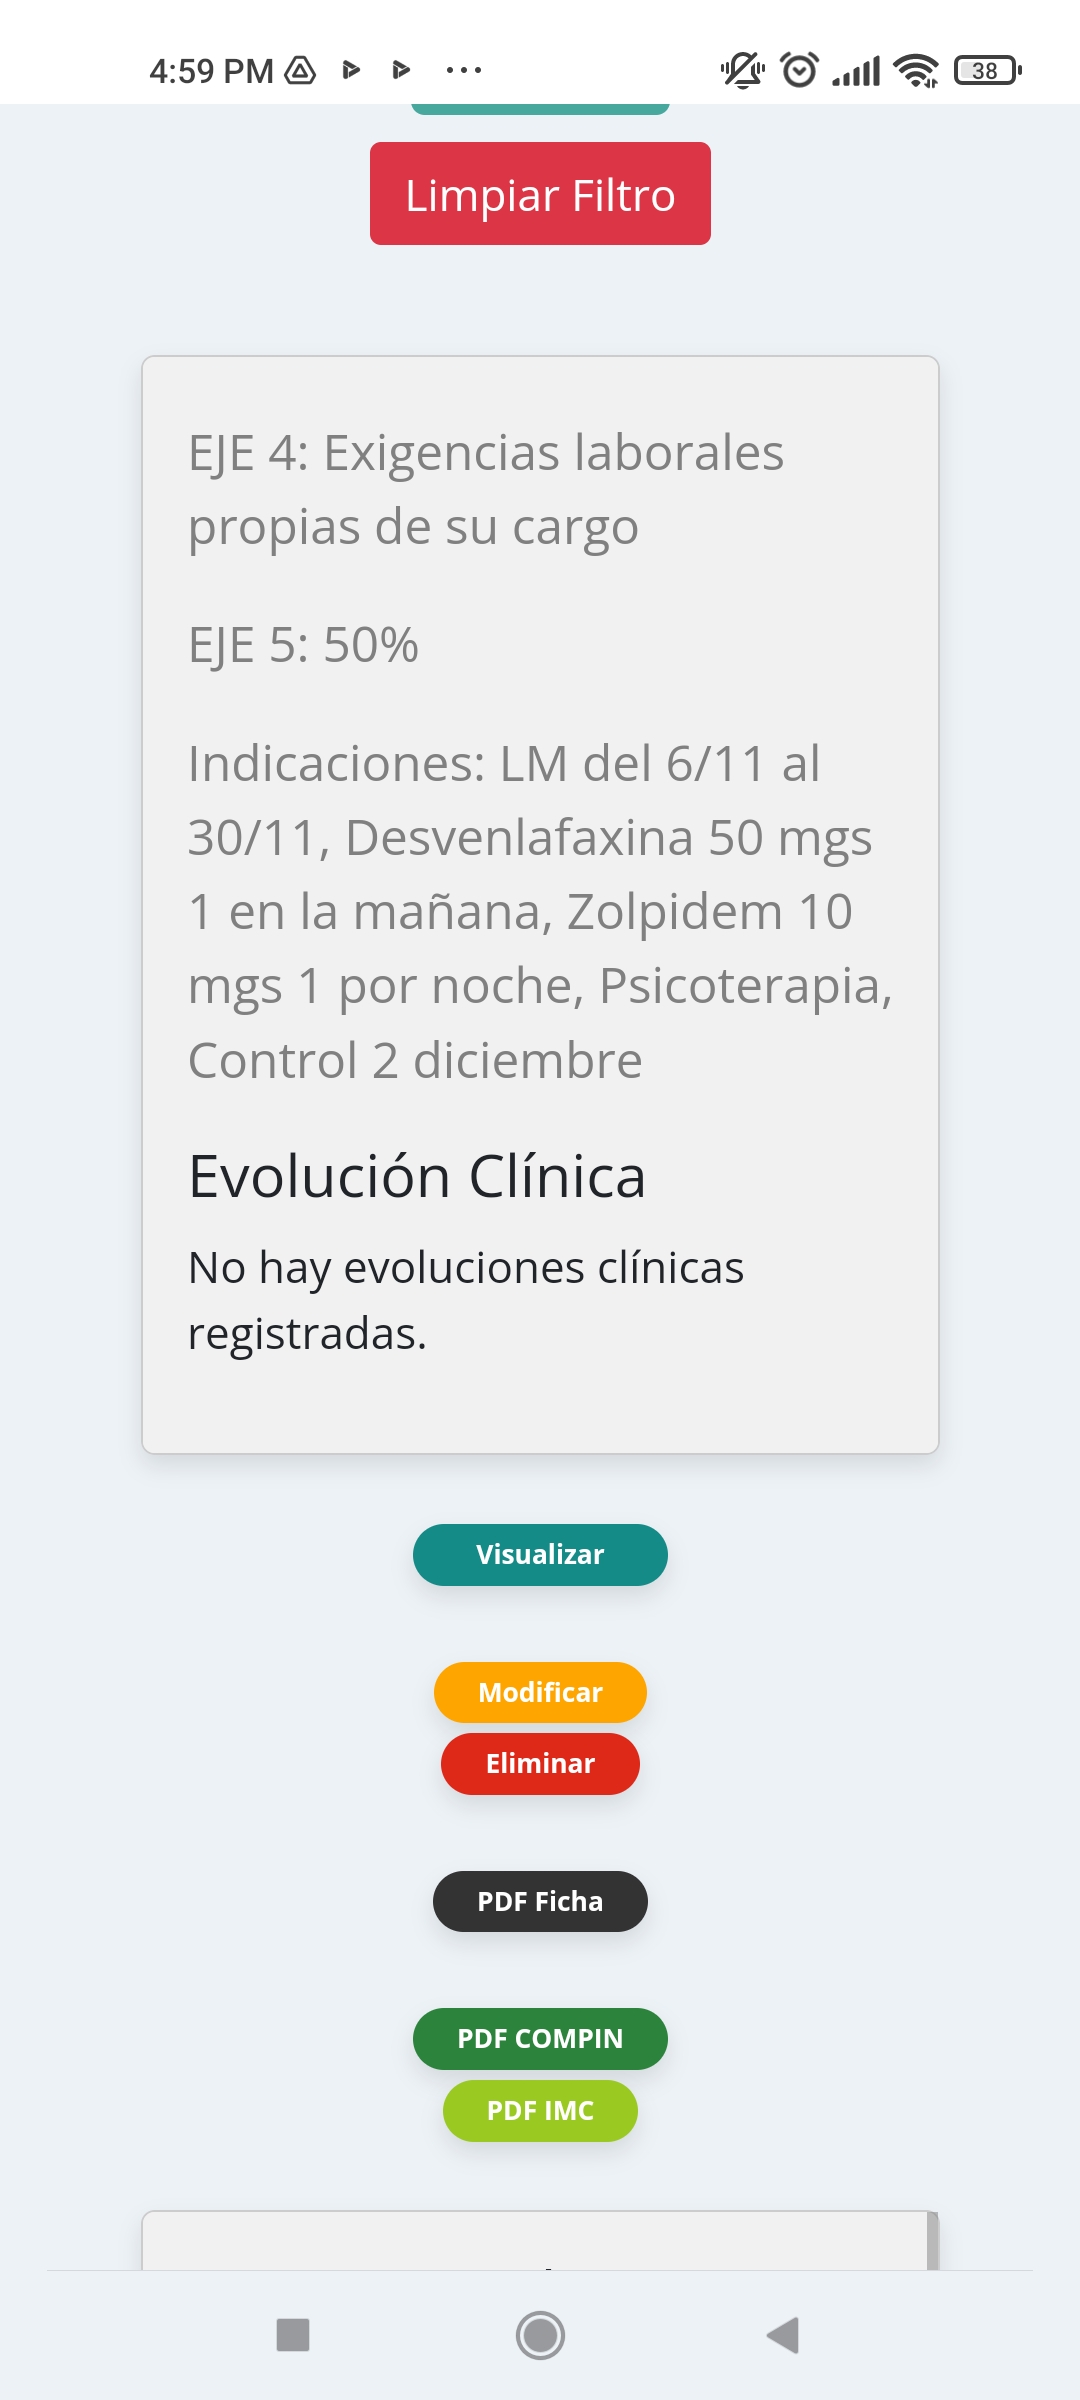 4:59 PM
38
Limpiar Filtro
EJE 4: Exigencias laborales
propias de su cargo
EJE 5: 50%
Indicaciones: LM del 6/11 al
30/11, Desvenlafaxina 50 mgs
1 en la mañana, Zolpidem 10
mgs 1 por noche, Psicoterapia,
Control 2 diciembre
Evolución Clínica
No hay evoluciones clínicas
registradas.
Visualizar
Modificar
Eliminar
PDF Ficha
PDF COMPIN
PDF IMC